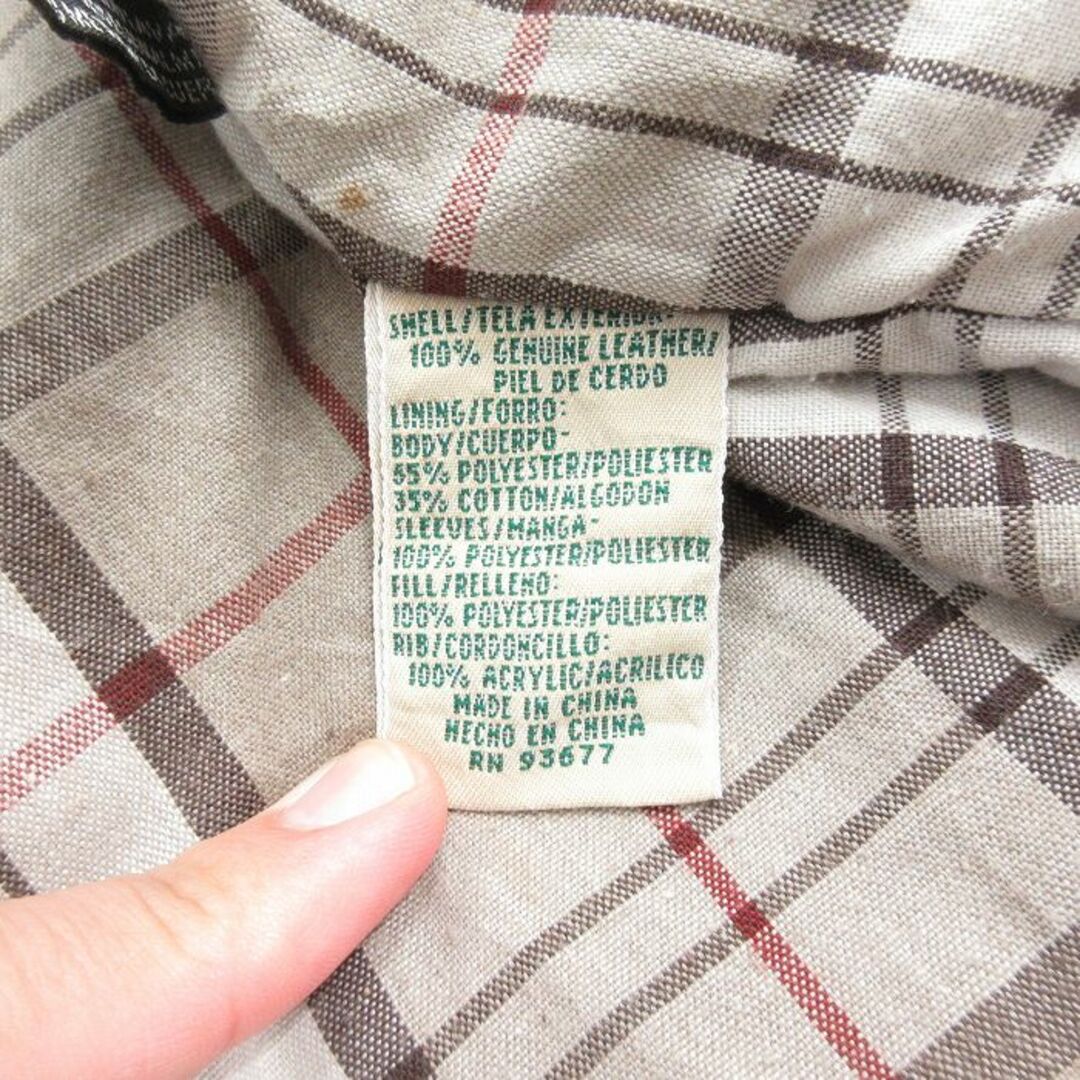 SHELL/TELA EXTERIOR-
100% GENUINE LEATHER/
PIEL DE CERDO
LINING/FORRO:
BODY/CUERPO-
65% POLYESTER/POLIESTER
35% COTTON/ALGODON
SLEEVES/MANGA-
100% POLYESTER/POLIESTER
FILL/RELLENO:
100% POLYESTER/POLIESTER
RIB/CORDONCILLO:
100% ACRYLIC/ACRILICO
MADE IN CHINA
HECHO EN CHINA
RN 93677